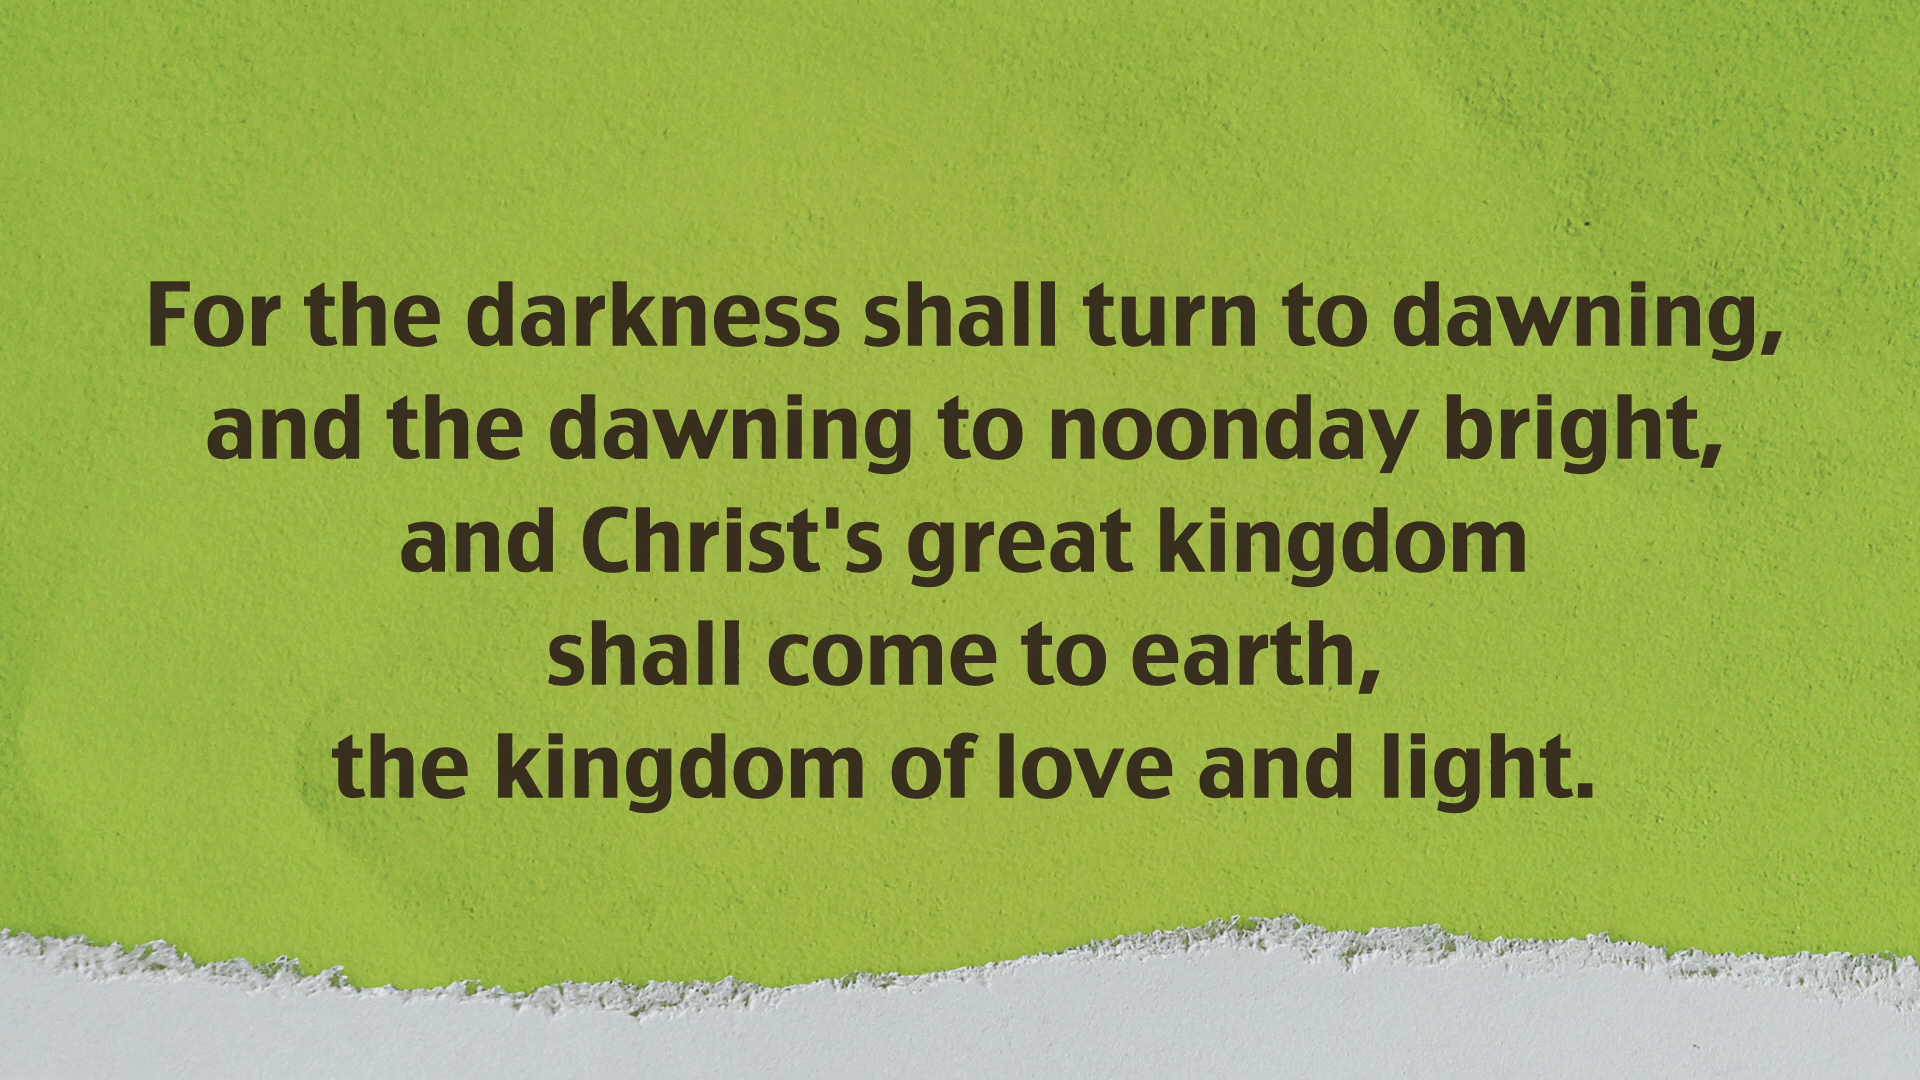 For the darkness shall turn to dawning,
and the dawning to noonday bright,
and Christ's great kingdom
shall come to earth,
the kingdom of love and light.